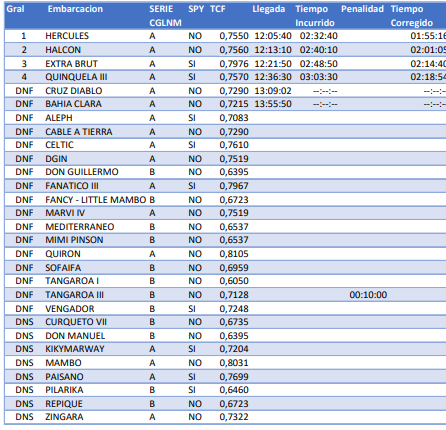 Gral Embarcacion SERIE SPY TCF Llegada Tiempo Penalidad Tiempo
CGLNM Incurrido Corregido
1 HERCULES A NO 0,7550 12:05:40 02:32:40 01:55:16
2 HALCON A NO 0,7560 12:13:10 02:40:10 02:01:05
3 EXTRA BRUT A SI 0,7976 12:21:50 02:48:50 02:14:40
4 QUINQUELA III A SI 0,7570 12:36:30 03:03:30 02:18:54
DNF CRUZ DIABLO A NO 0,7290 13:09:02 --:--:-- --:--:--
DNF BAHIA CLARA A NO 0,7215 13:55:50 --:--:-- --:--:--
DNF ALEPH A SI 0,7083
DNF CABLE A TIERRA A NO 0,7290
DNF CELTIC A SI 0,7610
DNF DGIN A NO 0,7519
DNF DON GUILLERMO B NO 0,6395
DNF FANATICO III A SI 0,7967
DNF FANCY - LITTLE MAMBO B NO 0,6723
DNF MARVI IV A NO 0,7519
DNF MEDITERRANEO B NO 0,6537
DNF MIMI PINSON B NO 0,6537
DNF QUIRON A NO 0,8105
DNF SOFAIFA B NO 0,6959
DNF TANGAROA I B NO 0,6050
DNF TANGAROA III B NO 0,7128 00:10:00
DNF VENGADOR B SI 0,7248
DNS CURQUETO VII B NO 0,6735
DNS DON MANUEL B NO 0,6395
DNS KIKYMARWAY A SI 0,7204
DNS MAMBO A NO 0,8031
DNS PAISANO A SI 0,7699
DNS PILARIKA B SI 0,6460
DNS REPIQUE B NO 0,6723
DNS ZINGARA A NO 0,7322